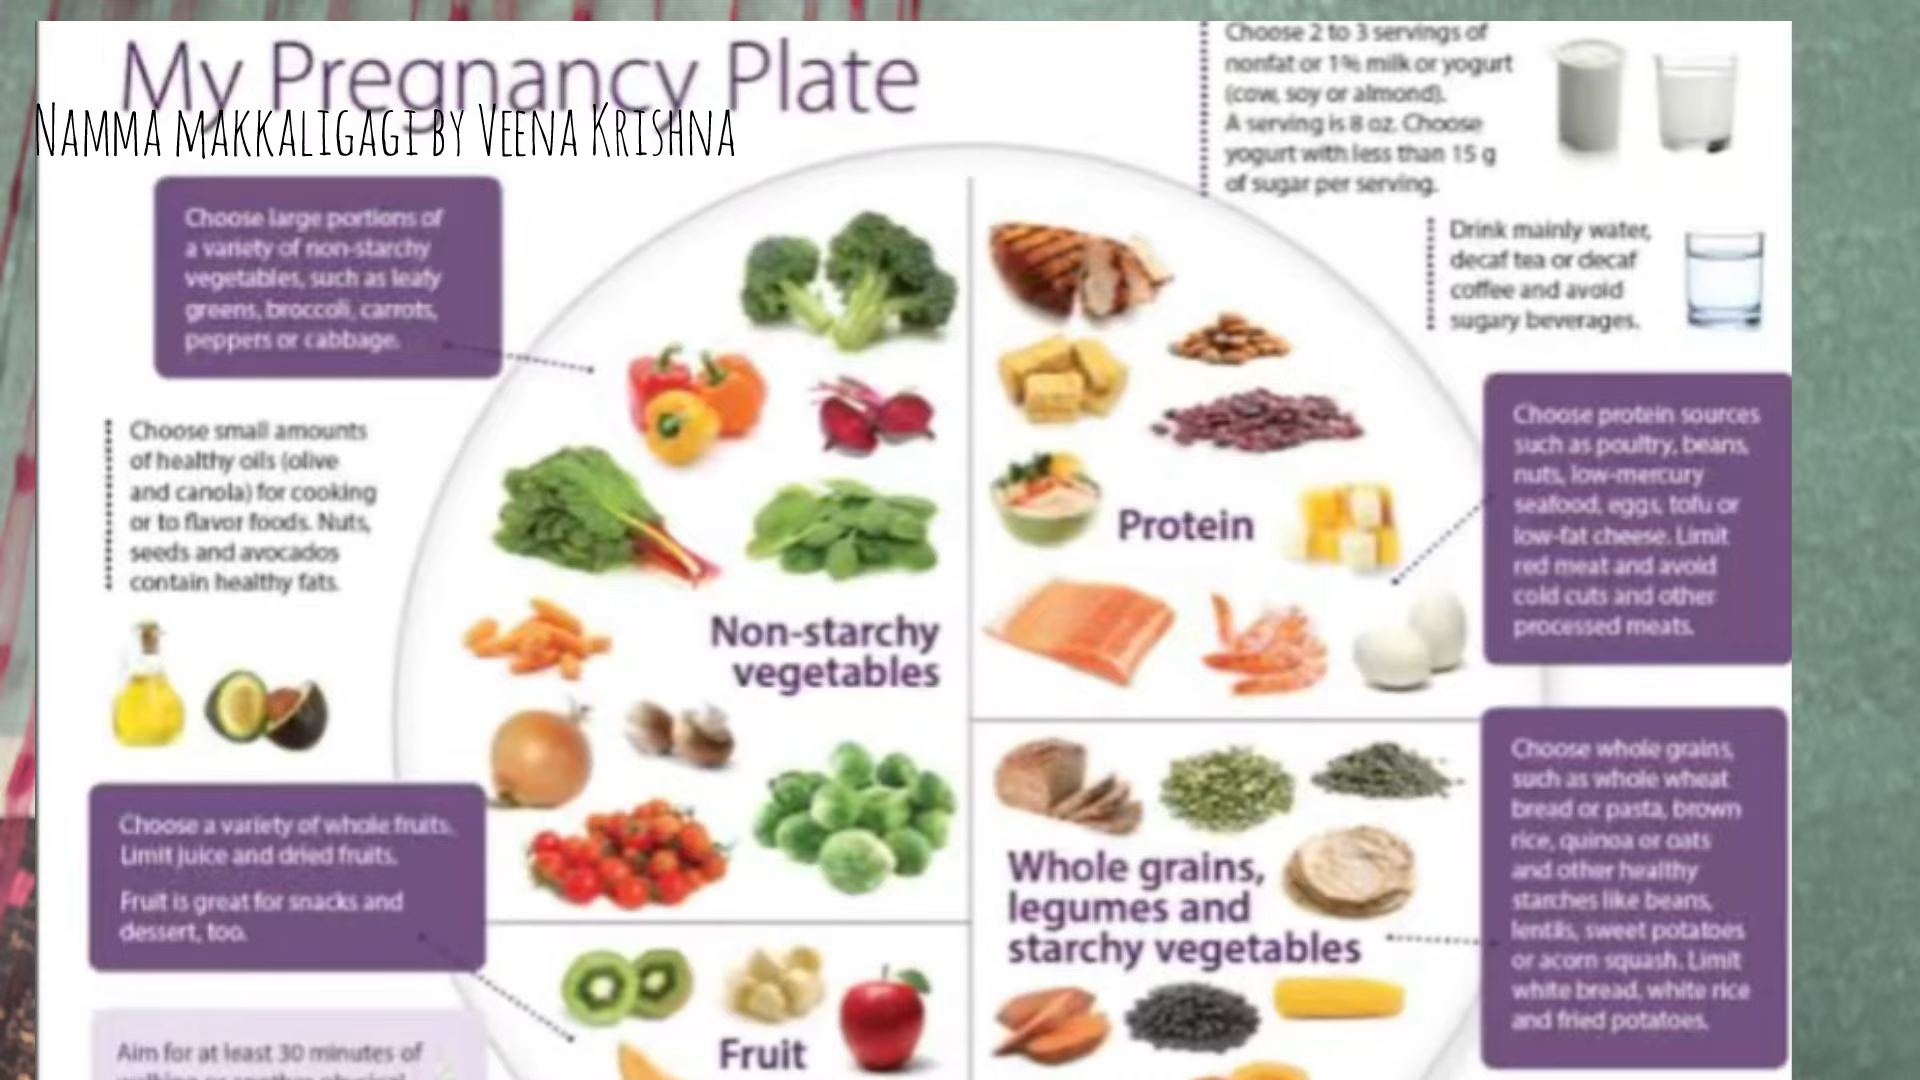 My Pregnancy Plate
Namma makkaligagi by Veena Krishna
Choose 2 to 3 servings of
nonfat or 1% milk or yogurt
(cow, soy or almond).
A serving is 8 oz. Choose
yogurt with less than 15 g
of sugar per serving.
Drink mainly water,
decaf tea or decaf
coffee and avoid
sugary beverages.
Choose large portions of
a variety of non-starchy
vegetables, such as leafy
greens, broccoli, carrots,
peppers or cabbage.
Choose small amounts
of healthy oils (olive
and canola) for cooking
or to flavor foods. Nuts,
seeds and avocados
contain healthy fats.
Non-starchy
vegetables
Protein
Choose protein sources
such as poultry, beans,
nuts, low-mercury
seafood, eggs, tofu or
low-fat cheese. Limit
red meat and avoid
cold cuts and other
processed meats.
Choose a variety of whole fruits.
Limit juice and dried fruits.
Fruit is great for snacks and
dessert, too.
Whole grains,
legumes and
starchy vegetables
Choose whole grains,
such as whole wheat
bread or pasta, brown
rice, quinoa or oats
and other healthy
starches like beans,
lentils, sweet potatoes
or acorn squash. Limit
white bread, white rice
and fried potatoes.
Fruit
Aim for at least 30 minutes of